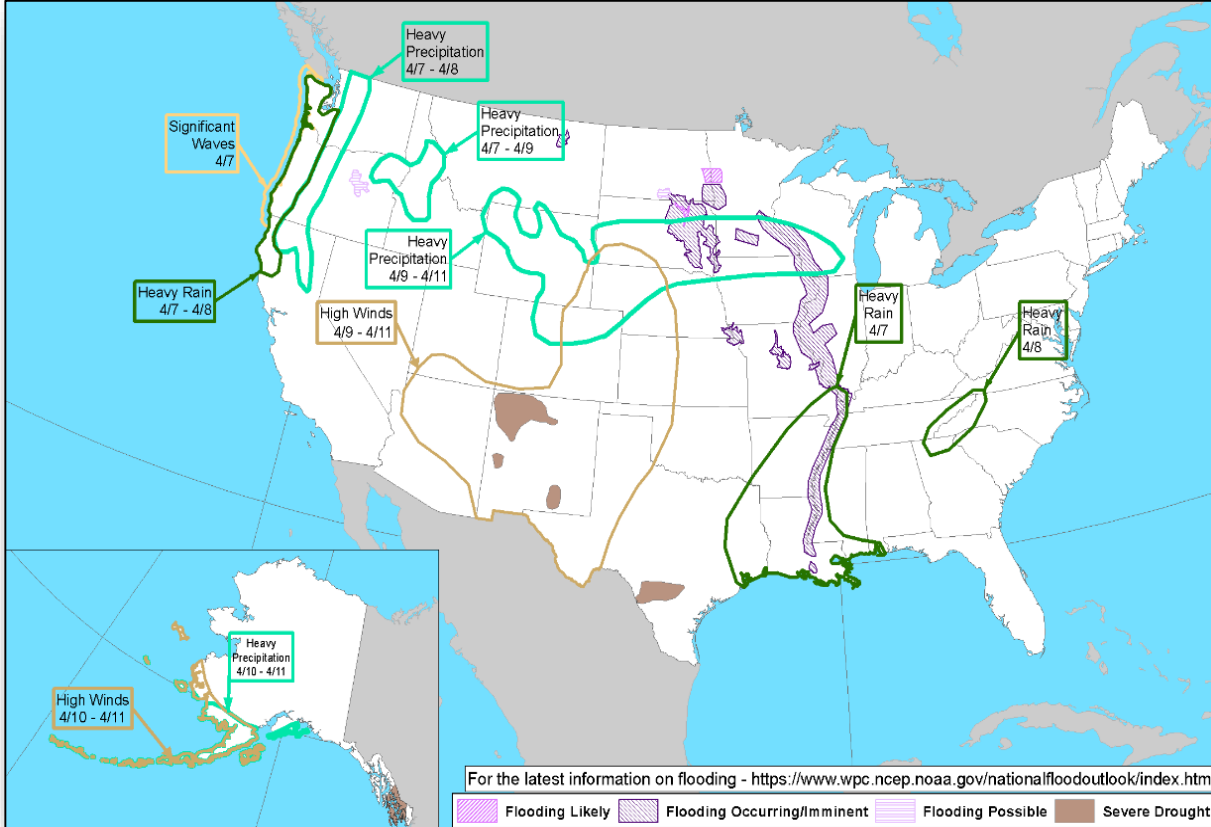 Heavy
Precipitation
4/7 - 4/8
Heavy
Precipitation
4/7 - 4/9
Significant
Waves
4/7
Heavy
Precipitation
4/9 - 4/11
Heavy Rain
4/7 - 4/8
High Winds
4/9 - 4/11
Heavy
Rain
4/7
Heavy
Rain
4/8
Heavy
Precipitation
4/10 - 4/11
High Winds
4/10 - 4/11
For the latest information on flooding - https://www.wpc.ncep.noaa.gov/nationalfloodoutlook/index.htm
Flooding Likely Flooding Occurring/Imminent Flooding Possible Severe Drought